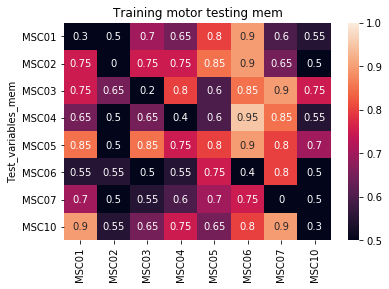 Training motor testing mem
Test_variables_mem
MSC01 0.3 0.5 0.7 0.65 0.8 0.9 0.6 0.55
MSC02 0.75 0 0.75 0.75 0.85 0.9 0.65 0.5
MSC03 0.75 0.65 0.2 0.8 0.6 0.85 0.9 0.75
MSC04 0.65 0.5 0.65 0.4 0.6 0.95 0.85 0.55
MSC05 0.85 0.5 0.85 0.75 0.8 0.9 0.8 0.7
MSC06 0.55 0.55 0.5 0.55 0.75 0.4 0.8 0.5
MSC07 0.7 0.5 0.55 0.6 0.7 0.75 0 0.5
MSC10 0.9 0.55 0.65 0.75 0.65 0.8 0.9 0.3
MSC01 MSC02 MSC03 MSC04 MSC05 MSC06 MSC07 MSC10
1.0
0.9
0.8
0.7
0.6
0.5